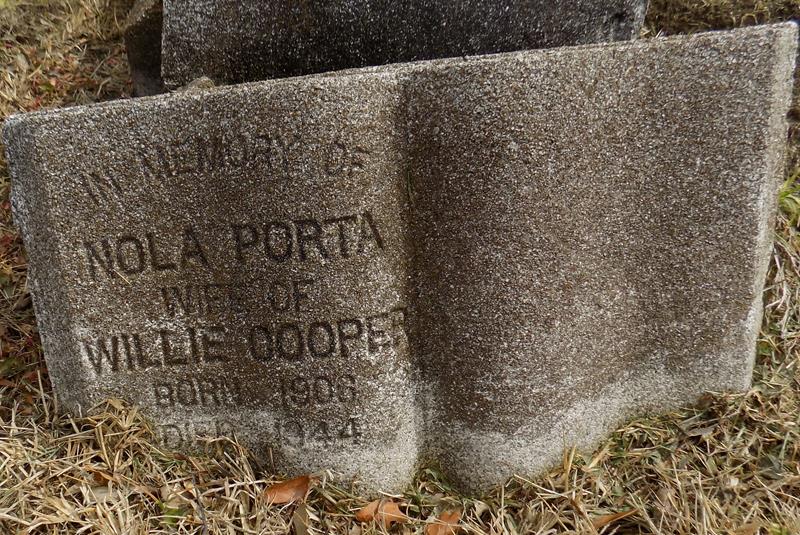 IN MEMORY OF
NOLA PORTA
WIFE OF
WILLIE COOPER
BORN 1906
DIED 1944